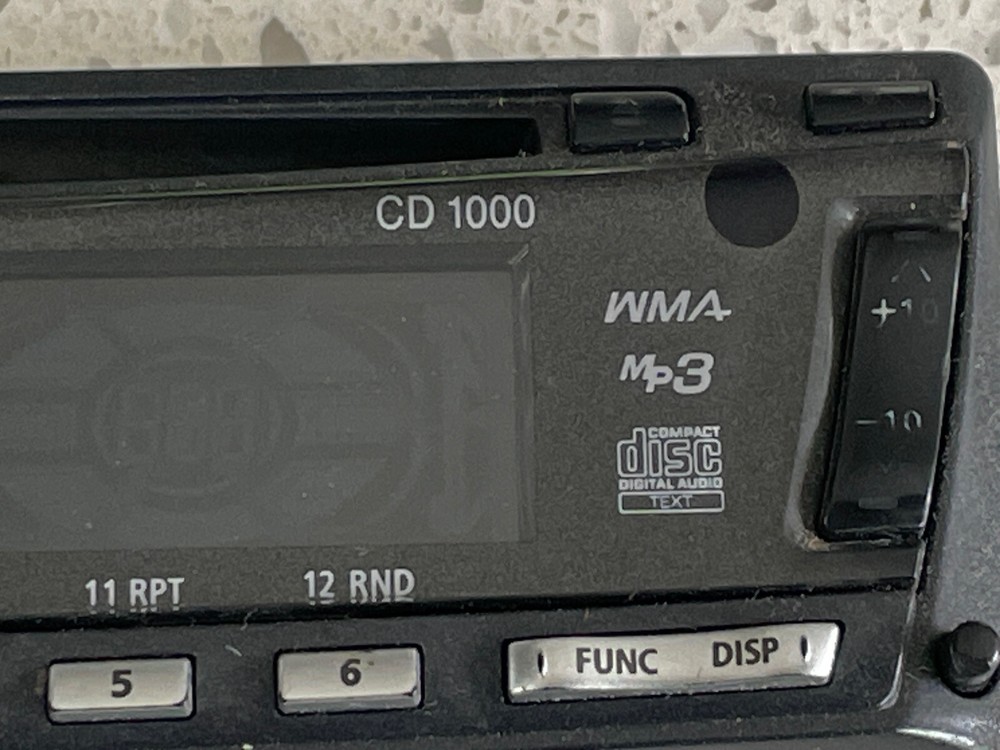 CD 1000
WMA
MP3
COMPACT
disc
DIGITAL AUDIO
TEXT
+10
-10
11 RPT
12 RND
5
6
FUNC DISP